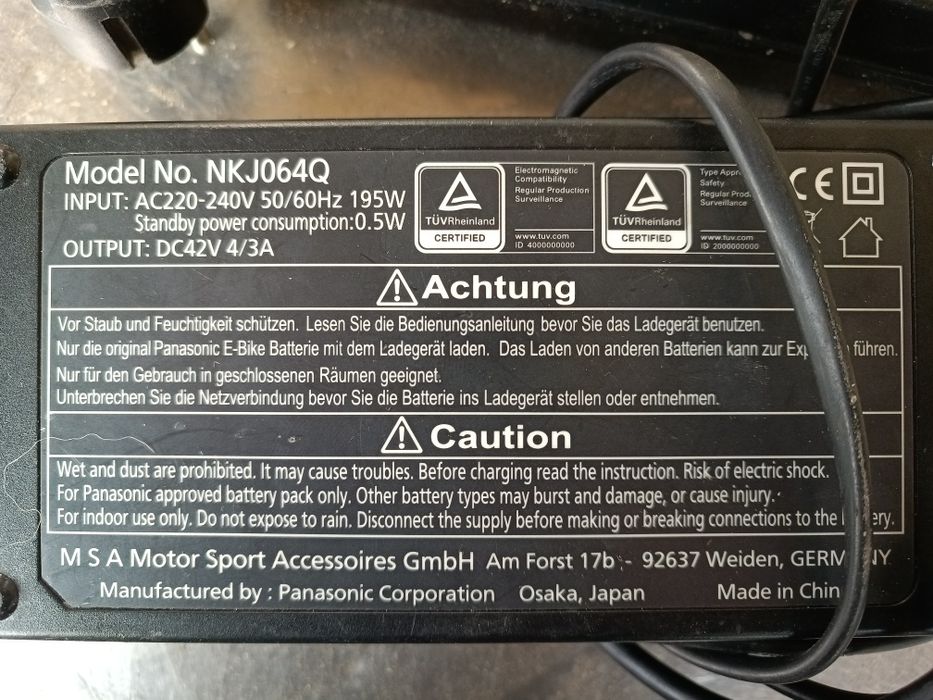 Model No. NKJ064Q
INPUT: AC220-240V 50/60Hz 195W
Standby power consumption:0.5W
OUTPUT: DC42V 4/3A
TÜVRheinland
CERTIFIED
Electromagnetic
Compatibility
Regular Production
Surveillance
www.tuv.com
ID 4000000000
TÜVRheinland
CERTIFIED
Type
Safety
Regular
Surveillance
www.tuv.com
ID 2000000000
CE
Achtung
Vor Staub und Feuchtigkeit schützen. Lesen Sie die Bedienungsanleitung bevor Sie das Ladegerät benutzen.
Nur die original Panasonic E-Bike Batterie mit dem Ladegerät laden. Das Laden von anderen Batterien kann zur führen.
Nur für den Gebrauch in geschlossenen Räumen geeignet.
Unterbrechen Sie die Netzverbindung bevor Sie die Batterie ins Ladegerät stellen oder entnehmen.
Caution
Wet and dust are prohibited. It may cause troubles. Before charging read the instruction. Risk of electric shock.
For Panasonic approved battery pack only. Other battery types may burst and damage, or cause injury.
For indoor use only. Do not expose to rain. Disconnect the supply before making or breaking connections to the
M S A Motor Sport Accessoires GmbH Am Forst 17b - 92637 Weiden, GERMANY
Manufactured by : Panasonic Corporation Osaka, Japan Made in